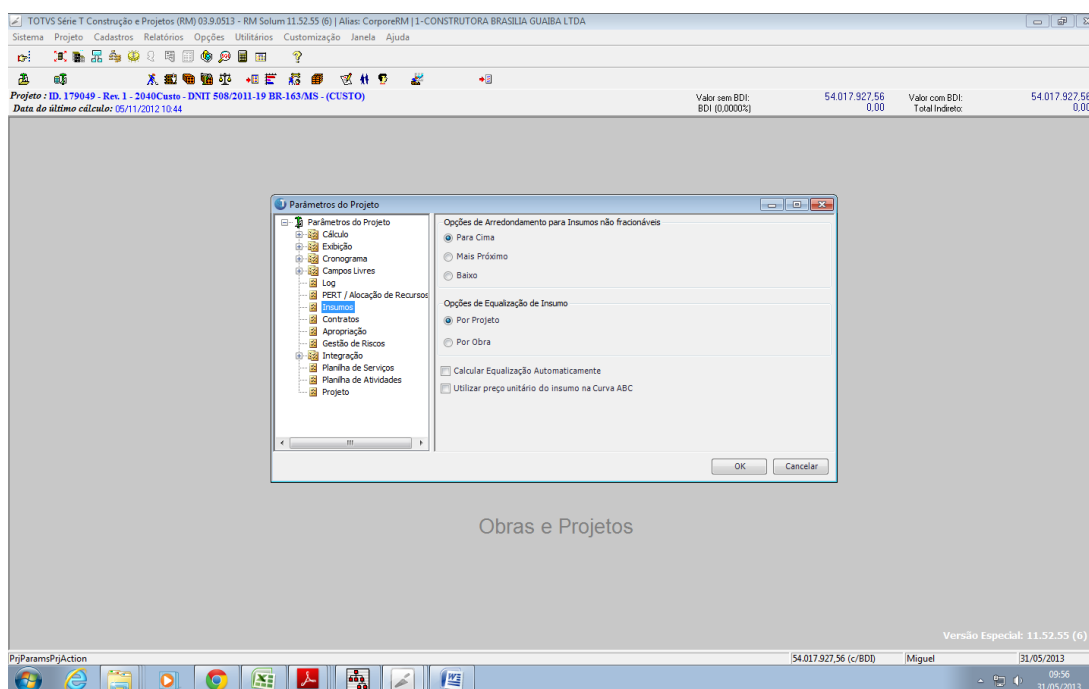 TOTVS Série T Construção e Projetos (RM) 03.9.0513 - RM Solum 11.52.55 (6) | Alias: CorporeRM | 1-CONSTRUTORA BRASILIA GUAIBA LTDA
Sistema Projeto Cadastros Relatórios Opções Utilitários Customização Janela Ajuda
Projeto : ID. 179049 - Rev. 1 - 2040Custo - DNIT 508/2011-19 BR-163/MS - (CUSTO)
Valor sem BDI: 54.017.927,56 Valor com BDI: 54.017.927,56
Data do último cálculo: 05/11/2012 10:44
BDI (0,0000%) 0,00 Total Indireto: 0,00
Parâmetros do Projeto
Parâmetros do Projeto
Cálculo
Exibição
Cronograma
Campos Livres
Log
PERT / Alocação de Recursos
Insumos
Contratos
Apropriação
Gestão de Riscos
Integração
Planilha de Serviços
Planilha de Atividades
Projeto
Opções de Arredondamento para Insumos não fracionáveis
Para Cima
Mais Próximo
Baixo
Opções de Equalização de Insumo
Por Projeto
Por Obra
Calcular Equalização Automaticamente
Utilizar preço unitário do insumo na Curva ABC
OK Cancelar
Obras e Projetos
Versão Especial: 11.52.55 (6)
PrjParamsPrjAction 54.017.927,56 (c/BDI) Miguel 31/05/2013
09:56
31/05/2013